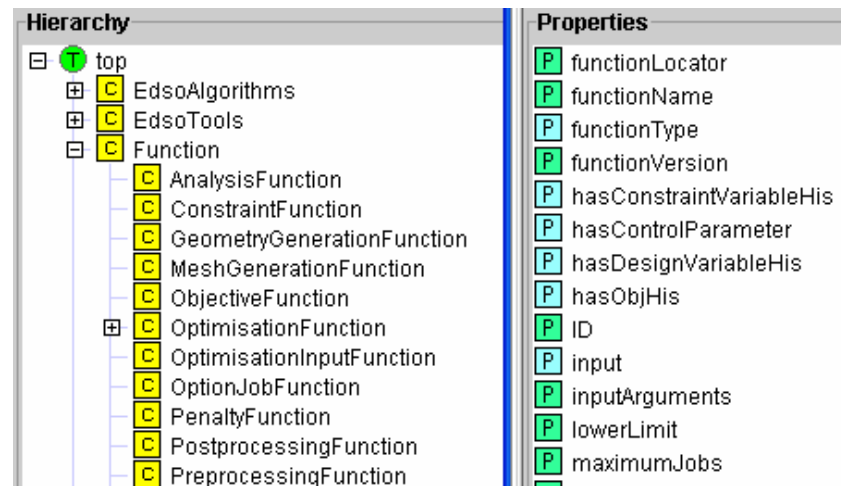 Hierarchy
T top
C EdsoAlgorithms
C EdsoTools
C Function
C AnalysisFunction
C ConstraintFunction
C GeometryGenerationFunction
C MeshGenerationFunction
C ObjectiveFunction
C OptimisationFunction
C OptimisationInputFunction
C OptionJobFunction
C PenaltyFunction
C PostprocessingFunction
C PreprocessingFunction
Properties
P functionLocator
P functionName
P functionType
P functionVersion
P hasConstraintVariableHis
P hasControlParameter
P hasDesignVariableHis
P hasObjHis
P ID
P input
P inputArguments
P lowerLimit
P maximumJobs